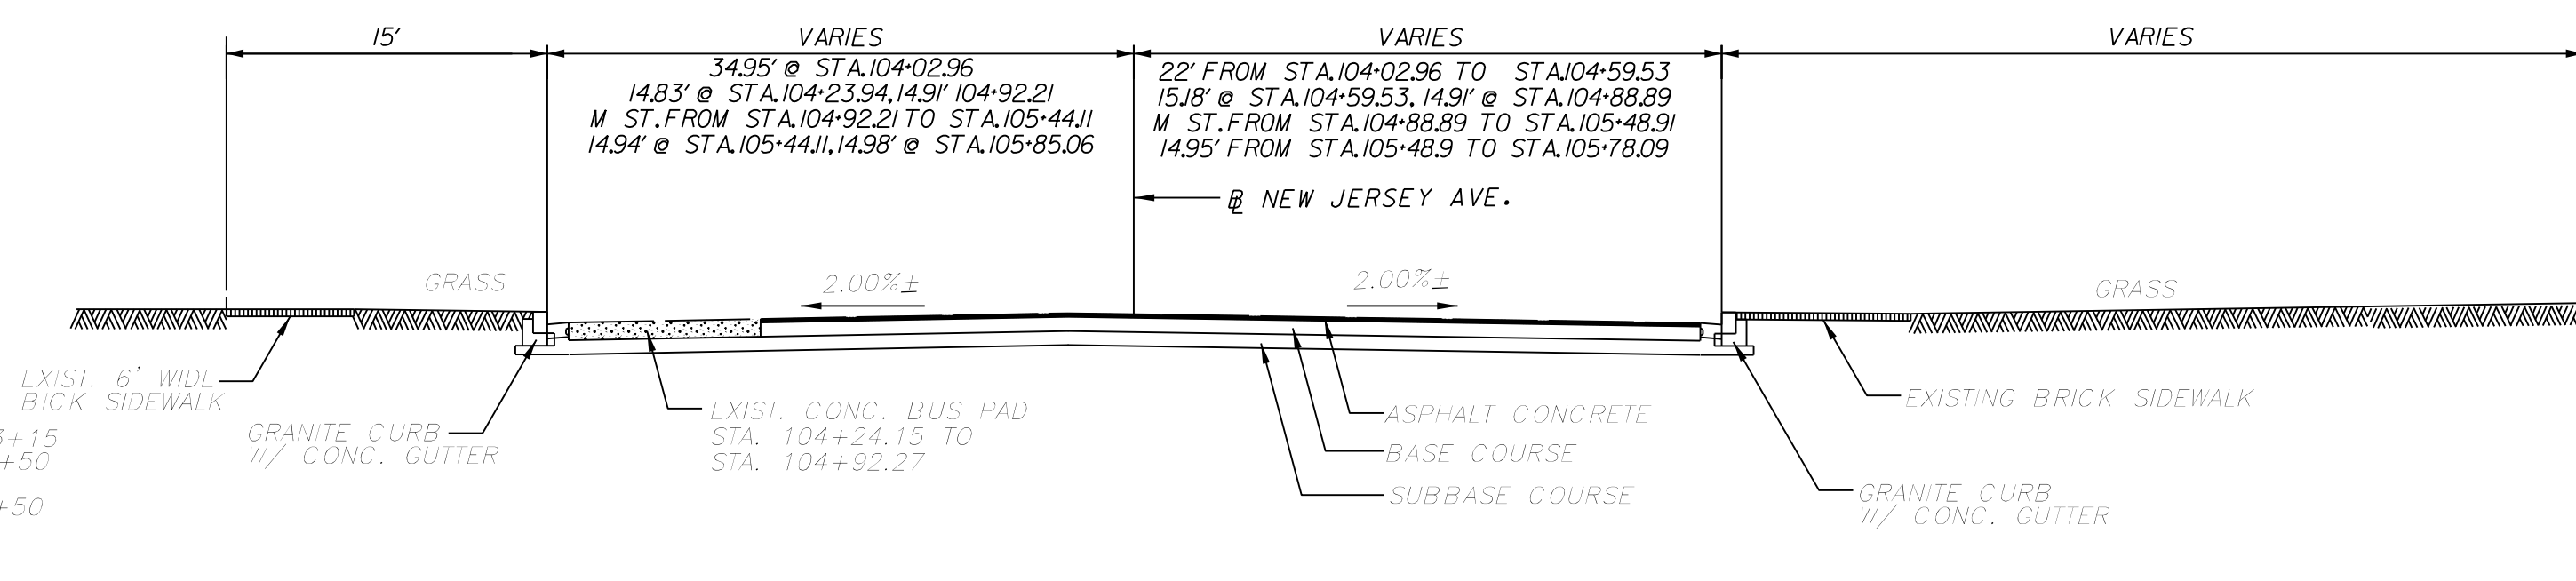 15'
VARIES
VARIES
VARIES
34.95' @ STA.104+02.96
14.83' @ STA.104+23.94,14.91' 104+92.21
M ST.FROM STA.104+92.21 TO STA.105+44.11
14.94' @ STA.105+44.11,14.98' @ STA.105+85.06
22' FROM STA.104+02.96 TO STA.104+59.53
15.18' @ STA.104+59.53, 14.91' @ STA.104+88.89
M ST.FROM STA.104+88.89 TO STA.105+48.91
14.95' FROM STA.105+48.9 TO STA.105+78.09
NEW JERSEY AVE.
GRASS
2.00%±
2.00%±
GRASS
EXIST. 6' WIDE
BICK SIDEWALK
+15
+50
+50
GRANITE CURB
W/ CONC. GUTTER
EXIST. CONC. BUS PAD
STA. 104+24.15 TO
STA. 104+92.27
ASPHALT CONCRETE
BASE COURSE
SUBBASE COURSE
EXISTING BRICK SIDEWALK
GRANITE CURB
W/ CONC. GUTTER